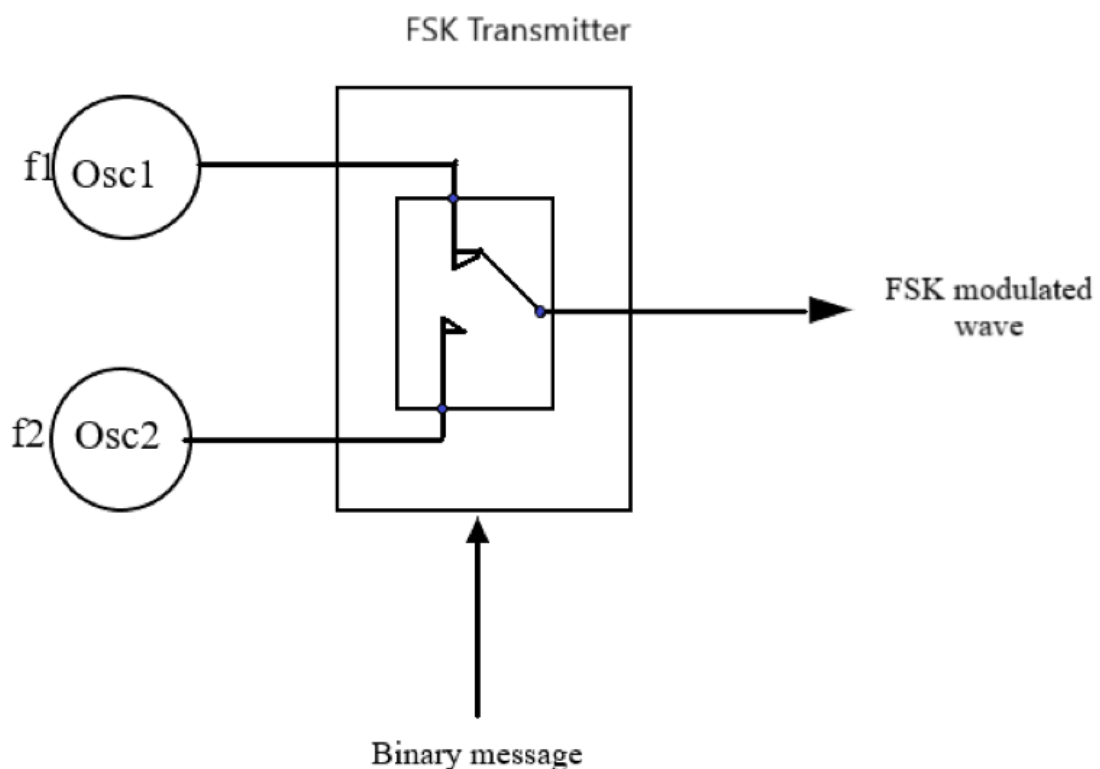 FSK Transmitter
f1 Osc1
FSK modulated
wave
f2 Osc2
Binary message